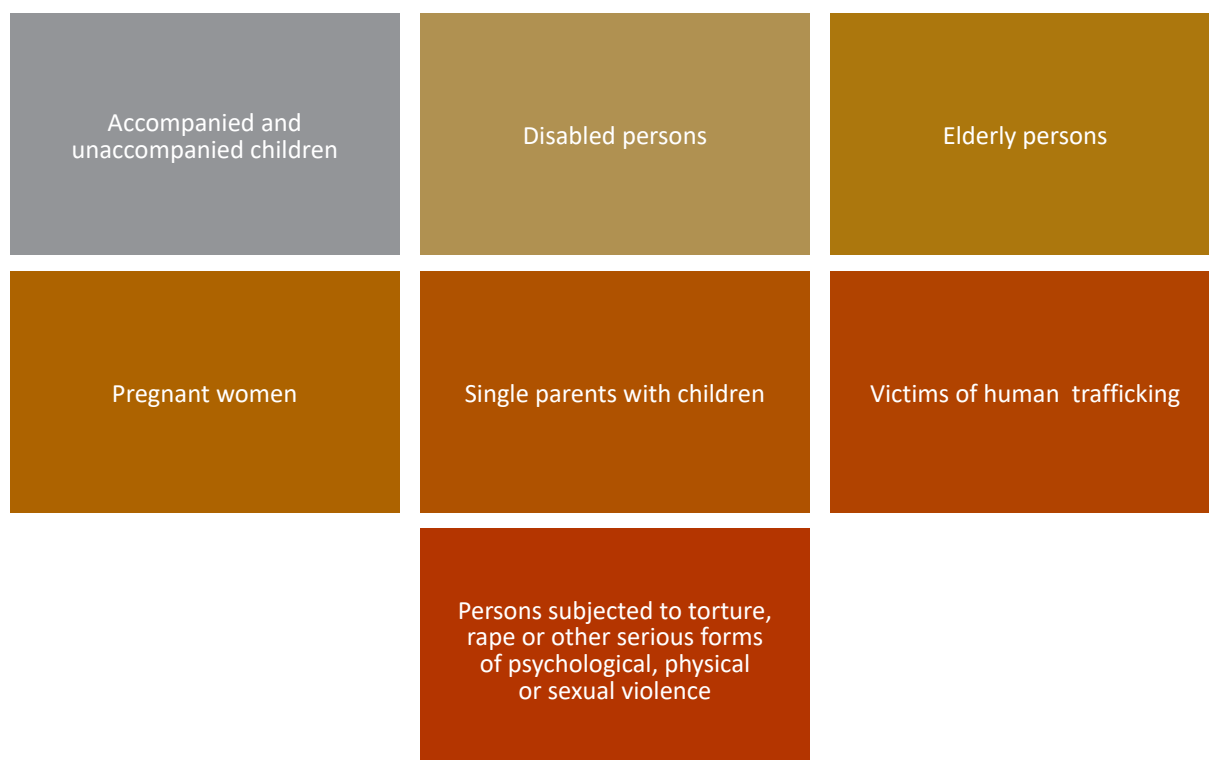 Accompanied and
unaccompanied children
Disabled persons
Elderly persons
Pregnant women
Single parents with children
Victims of human  trafficking
Persons subjected to torture,
rape or other serious forms
of psychological, physical
or sexual violence